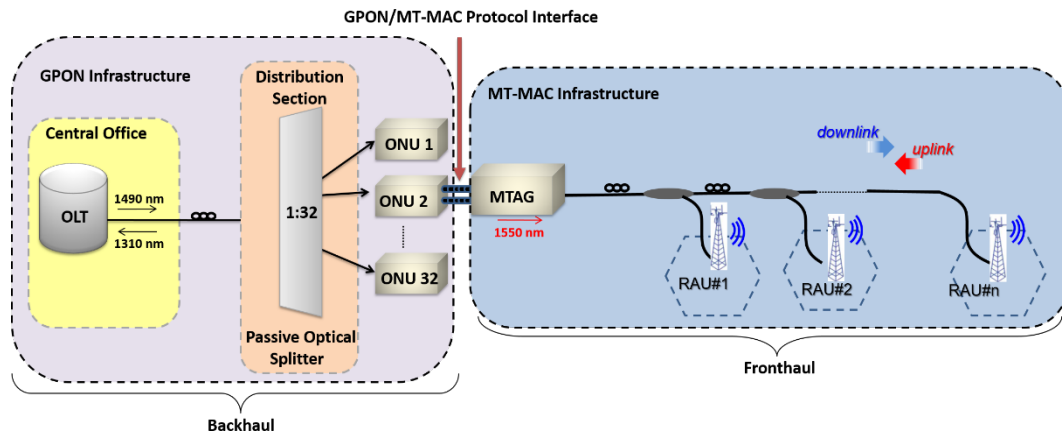 GPON/MT-MAC Protocol Interface
GPON Infrastructure
Distribution
Section
Central Office
OLT
1490 nm
1310 nm
1:32
ONU 1
ONU 2
ONU 32
Passive Optical
Splitter
Backhaul
MT-MAC Infrastructure
downlink
uplink
MTAG
1550 nm
RAU#1
RAU#2
RAU#n
Fronthaul